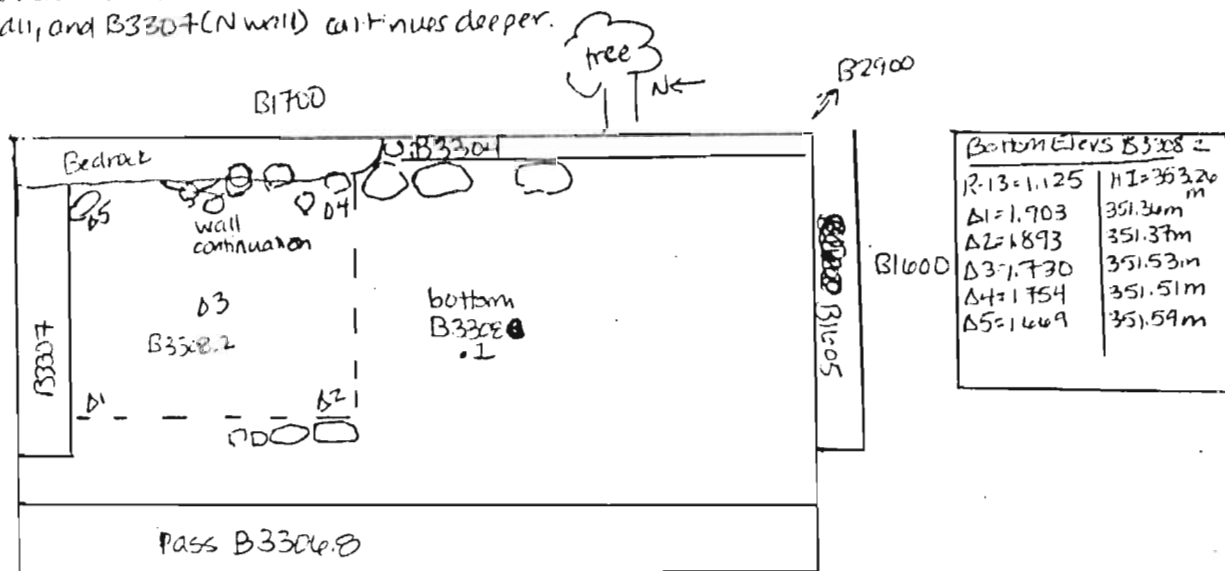 all, and B3307 (N wall) continues deeper.
tree
N←
B2900
B1700
Bedrock
B3304
Δ5
wall
continuation
Δ4
Δ3
B3308.2
bottom
B3308
.1
B3307
Δ1
Δ2
B1605
B1600
Pass B3306.8
Bottom Elevs B3308.2
R-13=1.125 HI=353.26m
Δ1=1.903 351.36m
Δ2=1.893 351.37m
Δ3=1.730 351.53m
Δ4=1.754 351.51m
Δ5=1.669 351.59m